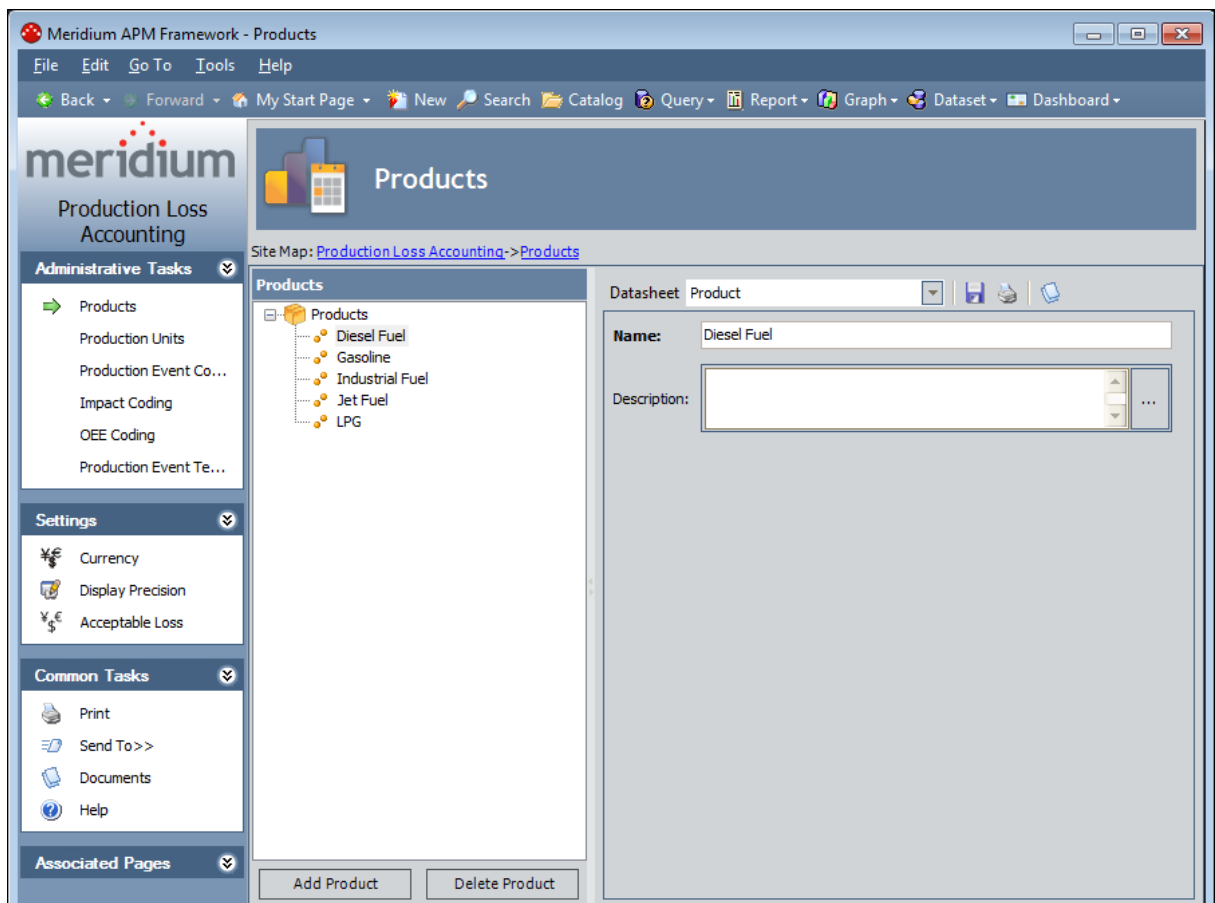 Meridium APM Framework - Products
File Edit Go To Tools Help
Back Forward My Start Page New Search Catalog Query Report Graph Dataset Dashboard
meridium
Production Loss
Accounting
Administrative Tasks
Products
Production Units
Production Event Co...
Impact Coding
OEE Coding
Production Event Te...
Settings
Currency
Display Precision
Acceptable Loss
Common Tasks
Print
Send To>>
Documents
Help
Associated Pages
Products
Site Map: Production Loss Accounting->Products
Products
Products
Diesel Fuel
Gasoline
Industrial Fuel
Jet Fuel
LPG
Add Product Delete Product
Datasheet Product
Name: Diesel Fuel
Description: ...